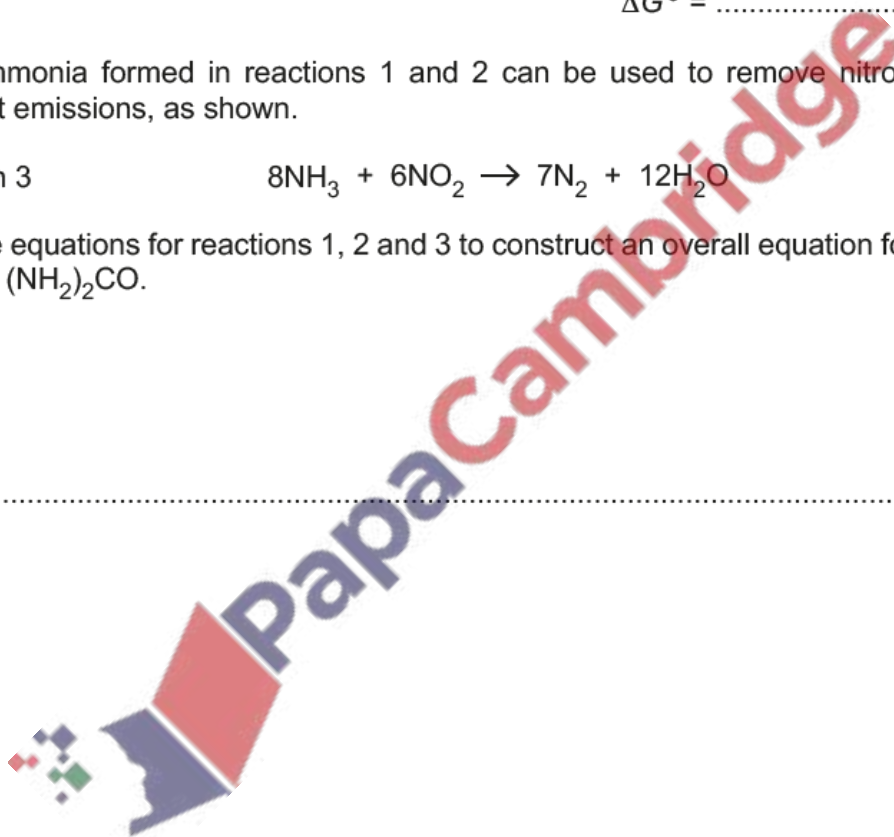 ΔG⦵ = ........................
mmonia formed in reactions 1 and 2 can be used to remove nitro
t emissions, as shown.
n 3 8NH₃ + 6NO₂ → 7N₂ + 12H₂O
e equations for reactions 1, 2 and 3 to construct an overall equation fo
(NH₂)₂CO.
................................................................................
PapaCambridge